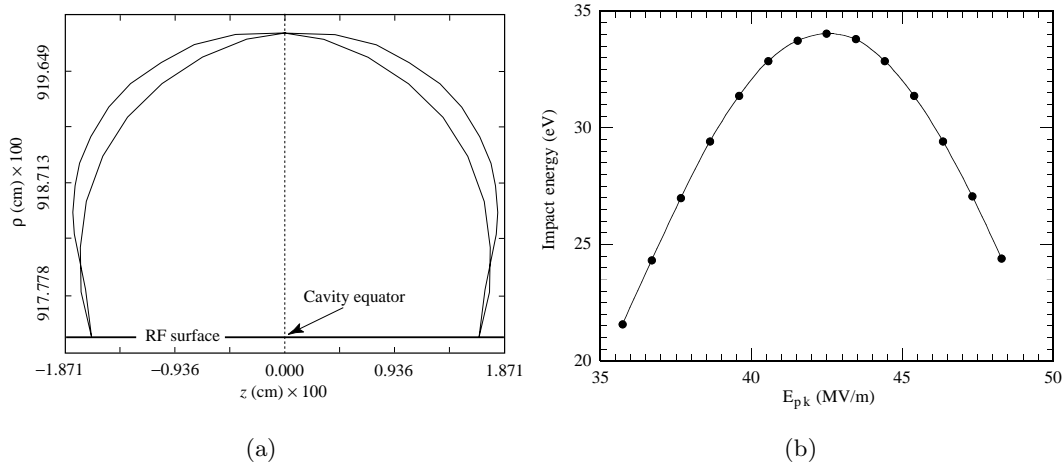 ρ (cm) × 100
919.649
918.713
917.778
Cavity equator
RF surface
−1.871
−0.936
0.000
0.936
1.871
z (cm) × 100
(a)
Impact energy (eV)
35
30
25
20
35
40
45
50
E_pk (MV/m)
(b)